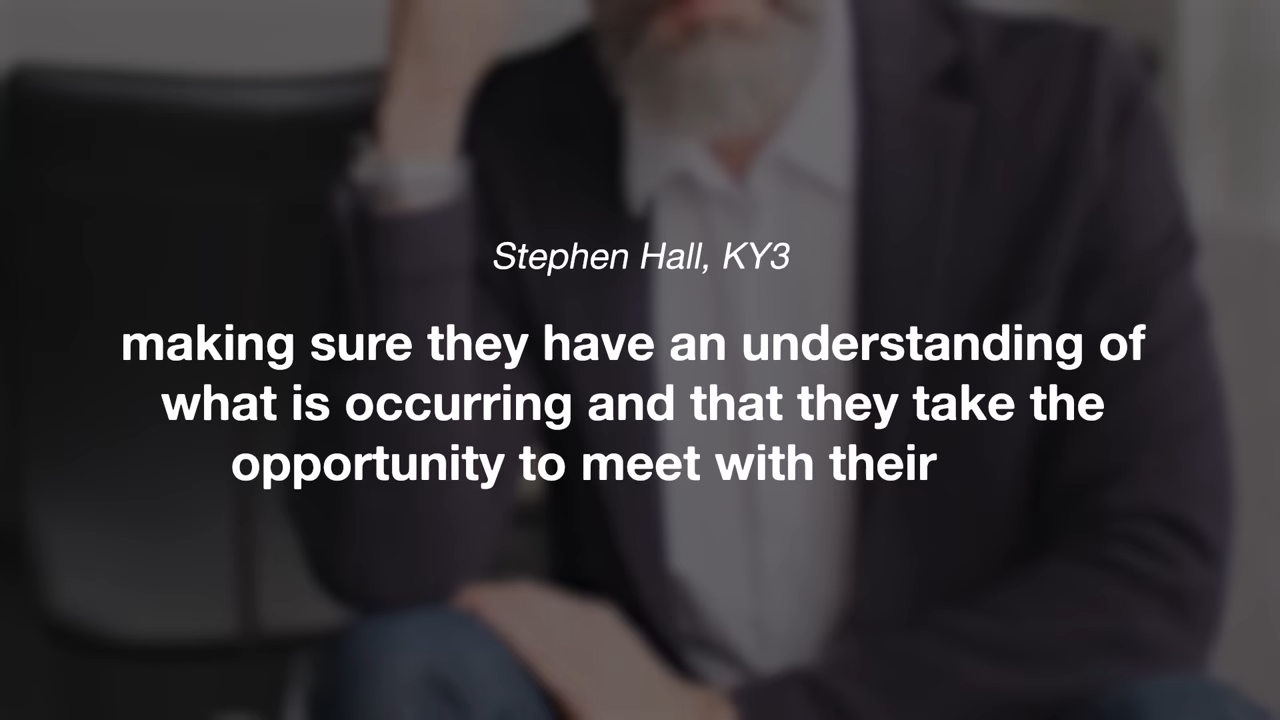 Stephen Hall, KY3
making sure they have an understanding of
what is occurring and that they take the
opportunity to meet with their